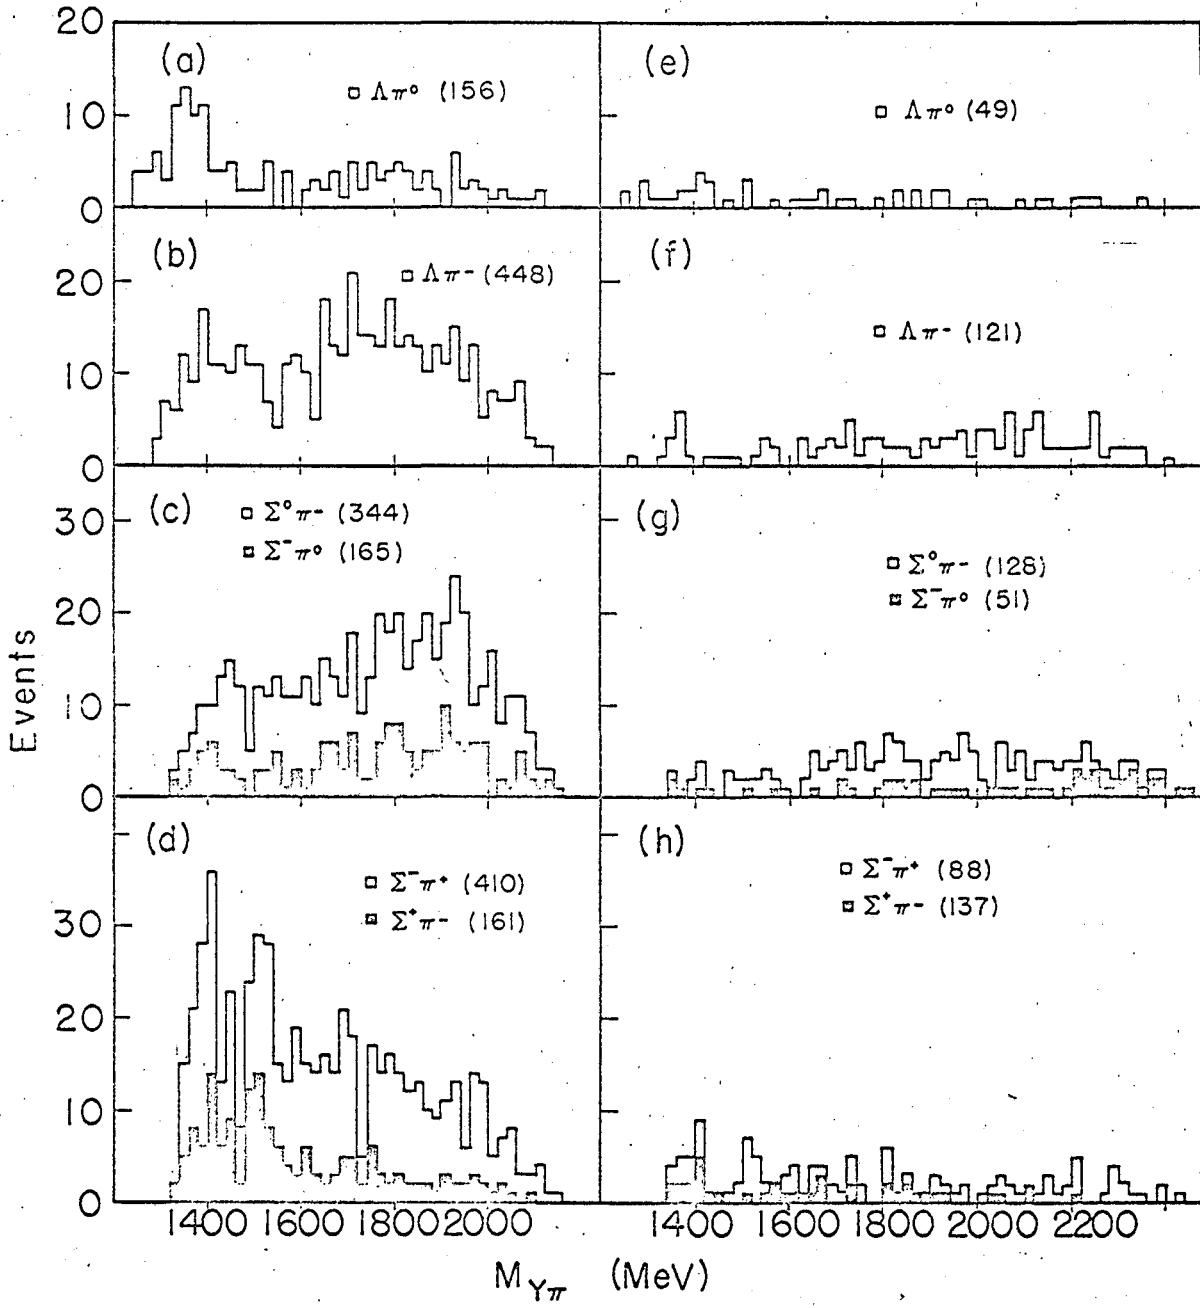 20
10
0
(a)
Λπ° (156)
(e)
Λπ° (49)
20
10
0
(b)
Λπ- (448)
(f)
Λπ- (121)
30
20
10
0
(c)
Σ°π- (344)
Σ⁻π° (165)
(g)
Σ°π- (128)
Σ⁻π° (51)
30
20
10
0
(d)
Σ⁻π⁺ (410)
Σ⁺π- (161)
(h)
Σ⁻π⁺ (88)
Σ⁺π- (137)
Events
1400 1600 1800 2000
1400 1600 1800 2000 2200
M Yπ (MeV)